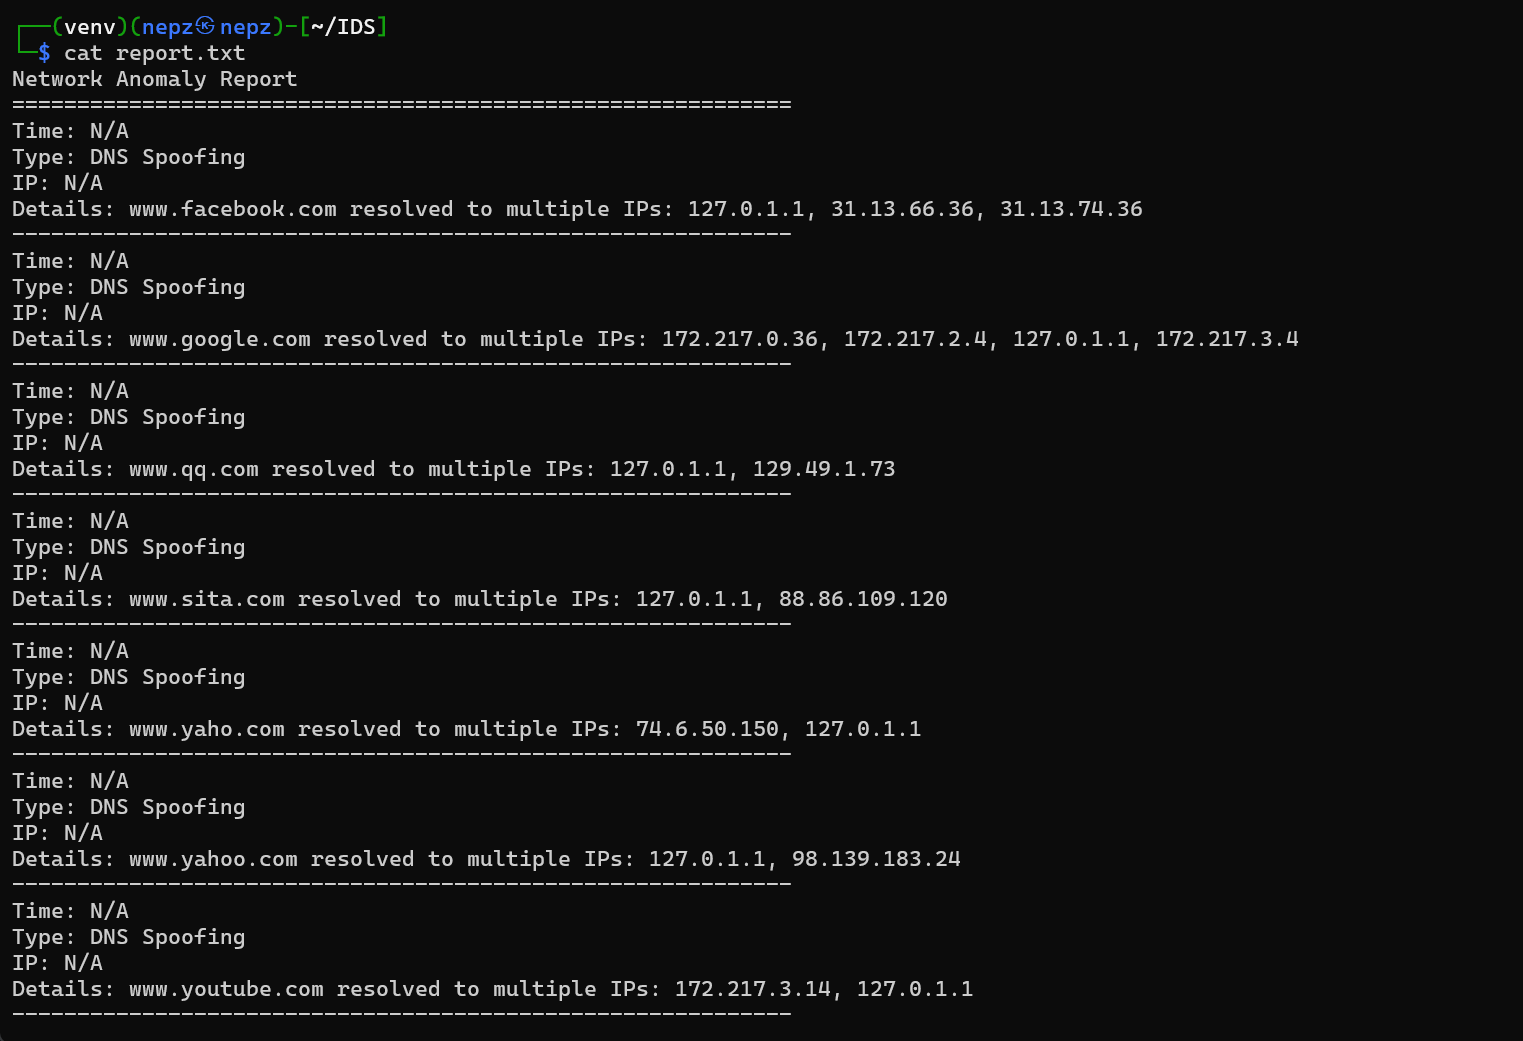 ┌──(venv)(nepz㉿nepz)-[~/IDS]
└─$ cat report.txt
Network Anomaly Report
============================================================
Time: N/A
Type: DNS Spoofing
IP: N/A
Details: www.facebook.com resolved to multiple IPs: 127.0.1.1, 31.13.66.36, 31.13.74.36
------------------------------------------------------------
Time: N/A
Type: DNS Spoofing
IP: N/A
Details: www.google.com resolved to multiple IPs: 172.217.0.36, 172.217.2.4, 127.0.1.1, 172.217.3.4
------------------------------------------------------------
Time: N/A
Type: DNS Spoofing
IP: N/A
Details: www.qq.com resolved to multiple IPs: 127.0.1.1, 129.49.1.73
------------------------------------------------------------
Time: N/A
Type: DNS Spoofing
IP: N/A
Details: www.sita.com resolved to multiple IPs: 127.0.1.1, 88.86.109.120
------------------------------------------------------------
Time: N/A
Type: DNS Spoofing
IP: N/A
Details: www.yaho.com resolved to multiple IPs: 74.6.50.150, 127.0.1.1
------------------------------------------------------------
Time: N/A
Type: DNS Spoofing
IP: N/A
Details: www.yahoo.com resolved to multiple IPs: 127.0.1.1, 98.139.183.24
------------------------------------------------------------
Time: N/A
Type: DNS Spoofing
IP: N/A
Details: www.youtube.com resolved to multiple IPs: 172.217.3.14, 127.0.1.1
------------------------------------------------------------